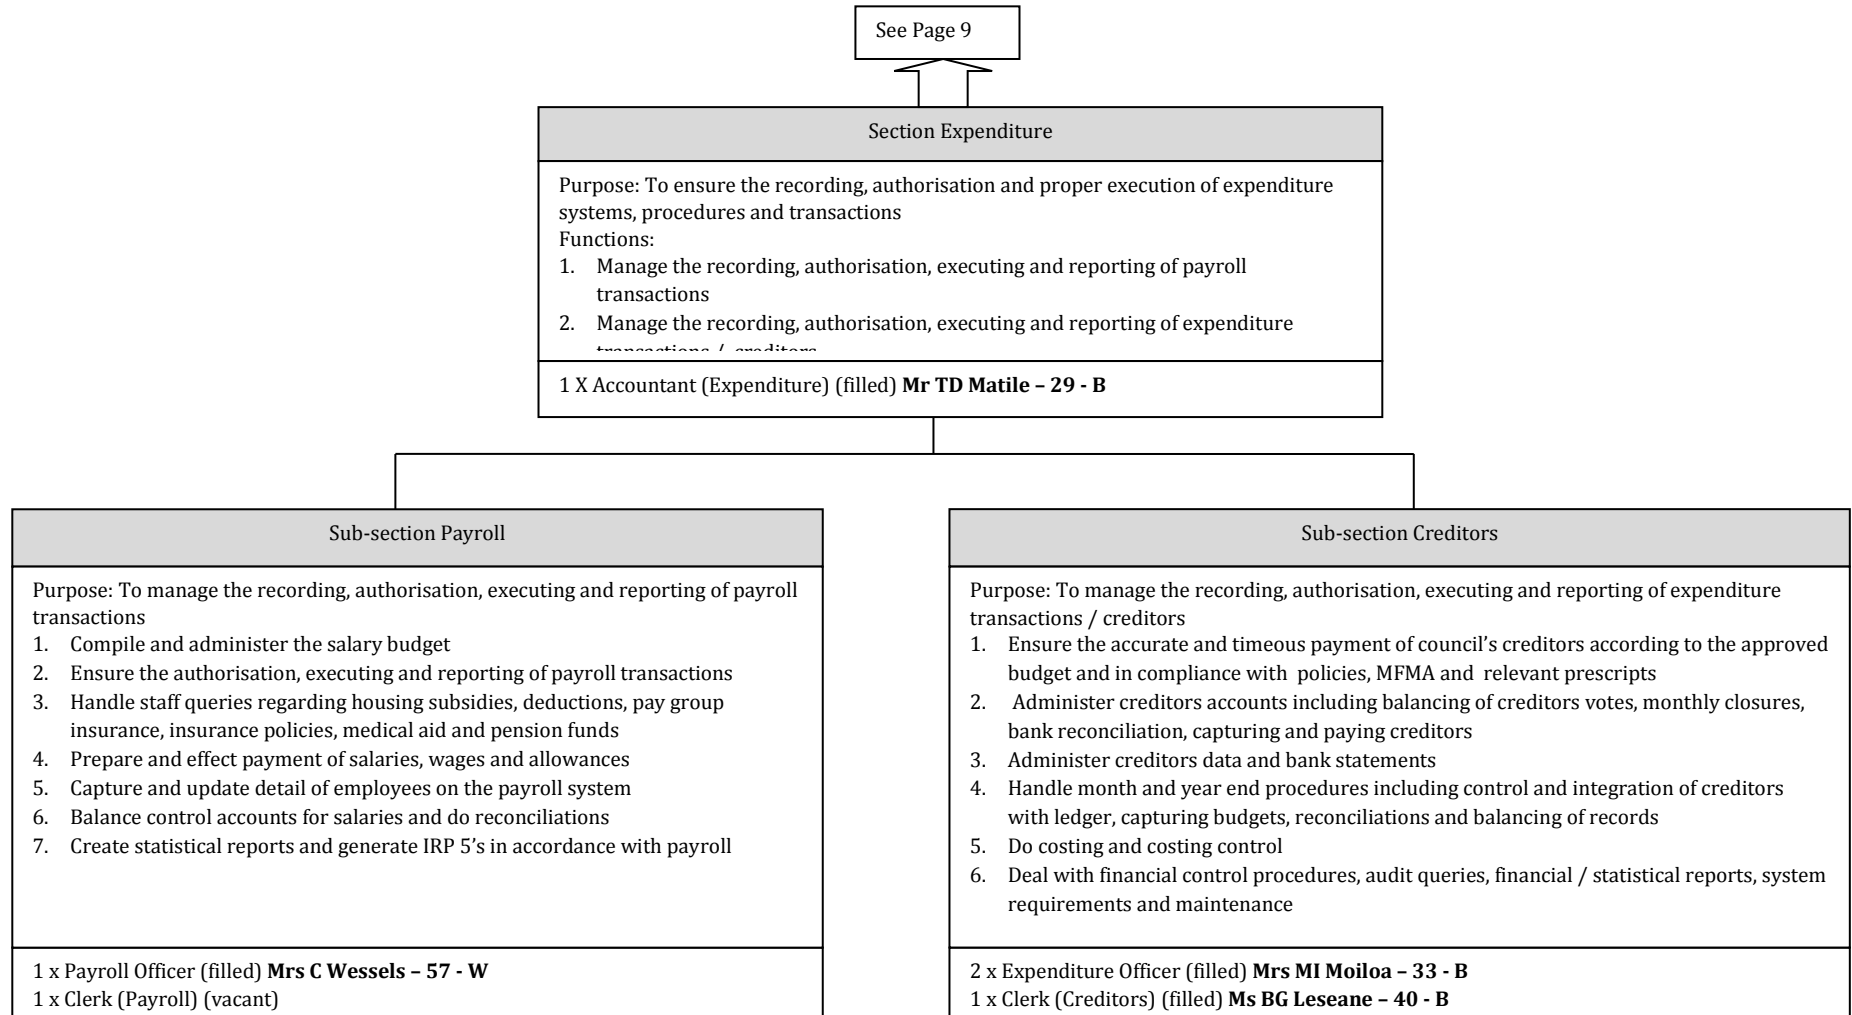 See Page 9
Section Expenditure
Purpose: To ensure the recording, authorisation and proper execution of expenditure
systems, procedures and transactions
Functions:
1. Manage the recording, authorisation, executing and reporting of payroll
transactions
2. Manage the recording, authorisation, executing and reporting of expenditure
transactions / creditors
1 X Accountant (Expenditure) (filled) Mr TD Matile – 29 - B
Sub-section Payroll
Purpose: To manage the recording, authorisation, executing and reporting of payroll
transactions
1. Compile and administer the salary budget
2. Ensure the authorisation, executing and reporting of payroll transactions
3. Handle staff queries regarding housing subsidies, deductions, pay group
insurance, insurance policies, medical aid and pension funds
4. Prepare and effect payment of salaries, wages and allowances
5. Capture and update detail of employees on the payroll system
6. Balance control accounts for salaries and do reconciliations
7. Create statistical reports and generate IRP 5's in accordance with payroll
1 x Payroll Officer (filled) Mrs C Wessels – 57 - W
1 x Clerk (Payroll) (vacant)
Sub-section Creditors
Purpose: To manage the recording, authorisation, executing and reporting of expenditure
transactions / creditors
1. Ensure the accurate and timeous payment of council's creditors according to the approved
budget and in compliance with policies, MFMA and relevant prescripts
2. Administer creditors accounts including balancing of creditors votes, monthly closures,
bank reconciliation, capturing and paying creditors
3. Administer creditors data and bank statements
4. Handle month and year end procedures including control and integration of creditors
with ledger, capturing budgets, reconciliations and balancing of records
5. Do costing and costing control
6. Deal with financial control procedures, audit queries, financial / statistical reports, system
requirements and maintenance
2 x Expenditure Officer (filled) Mrs MI Moiloa – 33 - B
1 x Clerk (Creditors) (filled) Ms BG Leseane – 40 - B